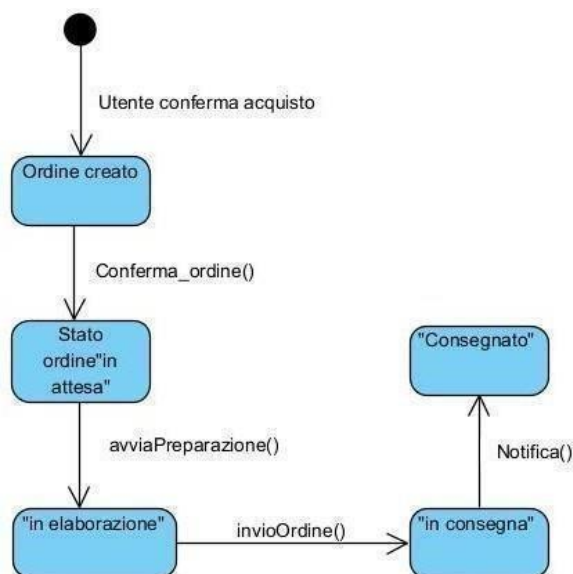 Utente conferma acquisto
Ordine creato
Conferma_ordine()
Stato
ordine"in
attesa"
avviaPreparazione()
"in elaborazione"
invioOrdine()
"in consegna"
Notifica()
"Consegnato"